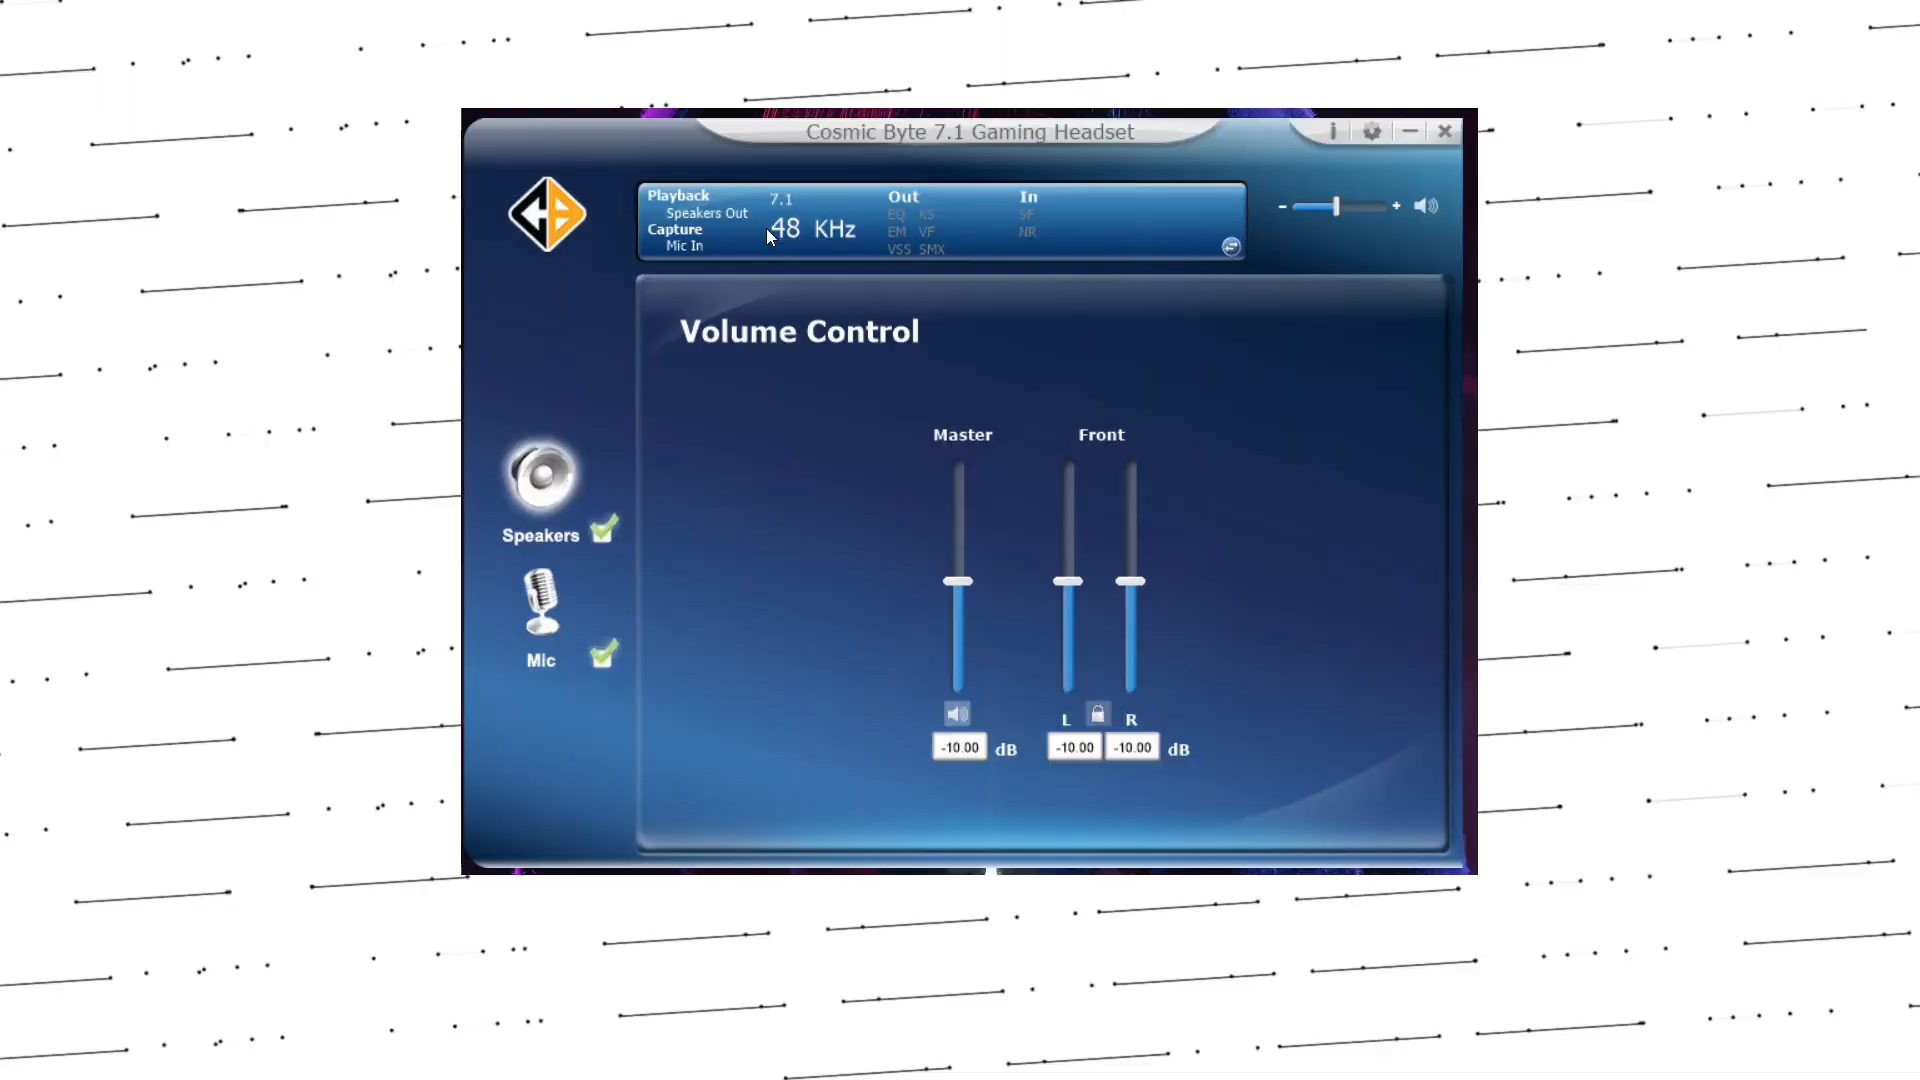 Cosmic Byte 7.1 Gaming Headset
Playback 7.1 Out In
Speakers Out EQ KS SF
Capture 48 KHz EM VF NR
Mic In VSS SMX
- +
Volume Control
Master Front
Speakers
Mic
L R
-10.00 dB -10.00 -10.00 dB